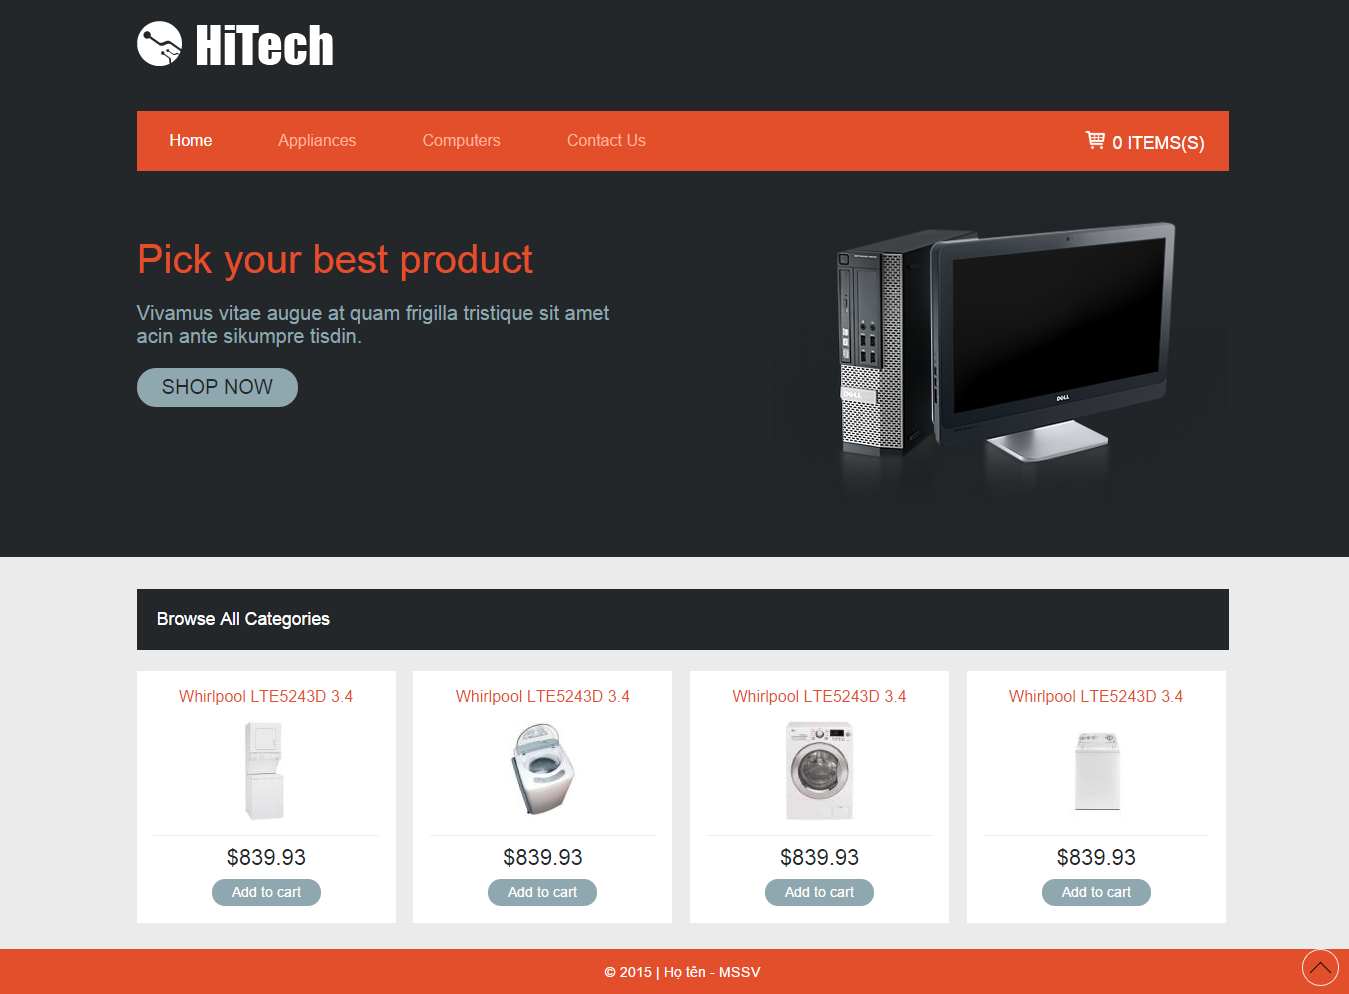 HiTech
Home Appliances Computers Contact Us 0 ITEMS(S)
Pick your best product
Vivamus vitae augue at quam frigilla tristique sit amet
acin ante sikumpre tisdin.
SHOP NOW
DELL
DELL
Browse All Categories
Whirlpool LTE5243D 3.4 Whirlpool LTE5243D 3.4 Whirlpool LTE5243D 3.4 Whirlpool LTE5243D 3.4
$839.93 $839.93 $839.93 $839.93
Add to cart Add to cart Add to cart Add to cart
© 2015 | Họ tên - MSSV